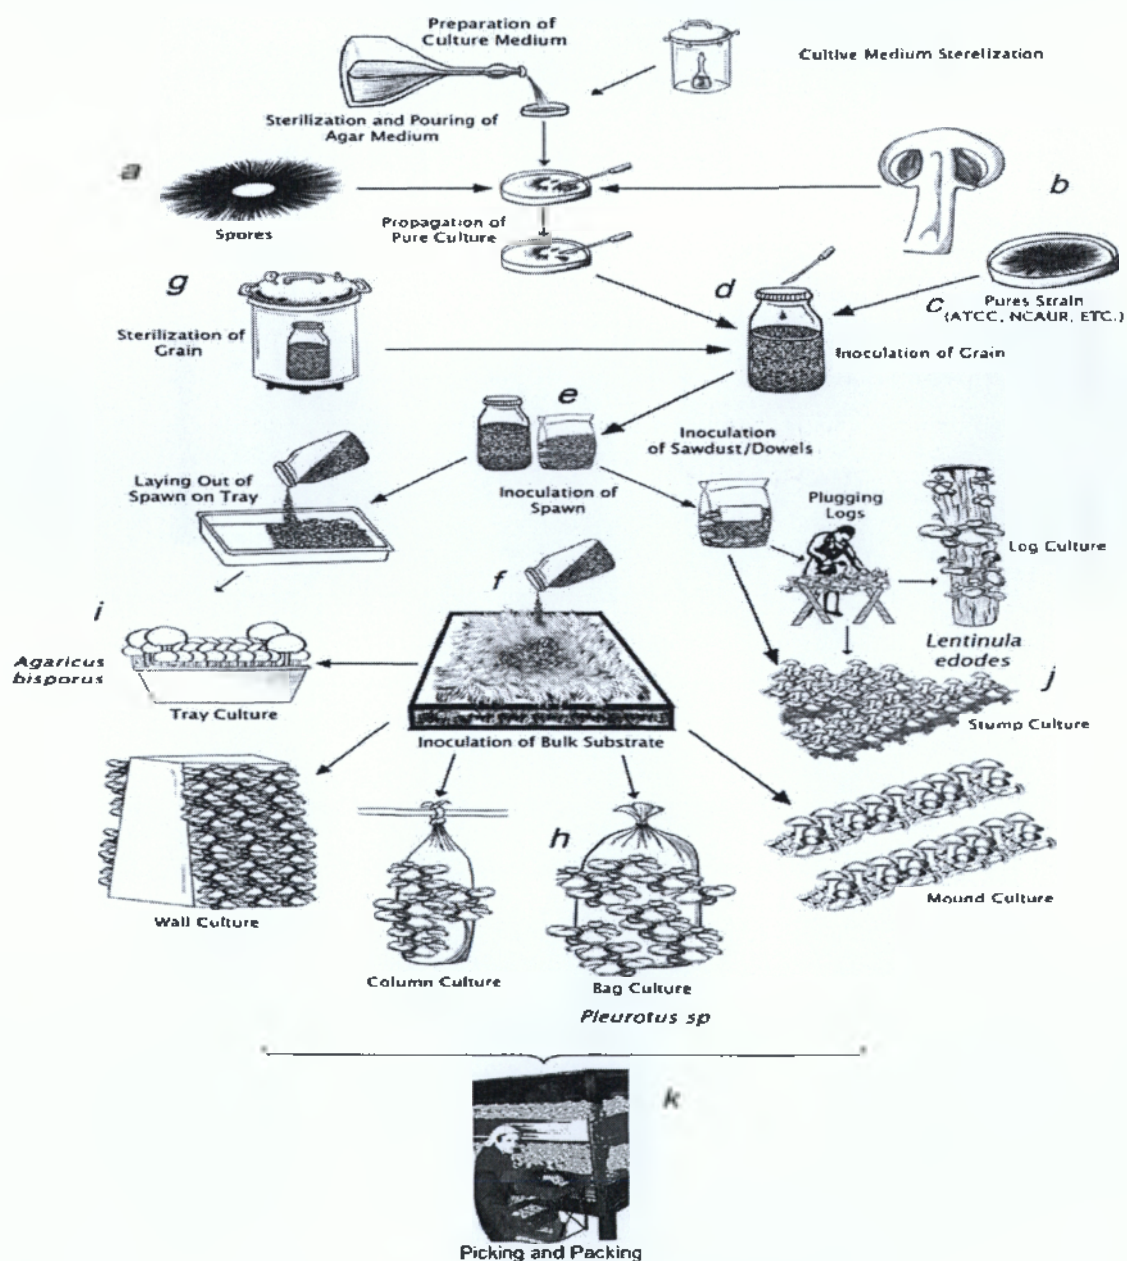 Preparation of
Culture Medium
Cultive Medium Sterelization
Sterilization and Pouring of
Agar Medium
a
b
Spores
Propagation of
Pure Culture
g
d
c
Pures Strain
(ATCC, NCAUR, ETC.)
Sterilization of
Grain
Inoculation of Grain
e
Inoculation
of Sawdust/Dowels
Laying Out of
Spawn on Tray
Inoculation of
Spawn
Plugging
Logs
Log Culture
f
i
Lentinula
edodes
Agaricus
bisporus
j
Tray Culture
Stump Culture
Inoculation of Bulk Substrate
h
Wall Culture
Mound Culture
Column Culture
Bag Culture
Pleurotus sp
k
Picking and Packing